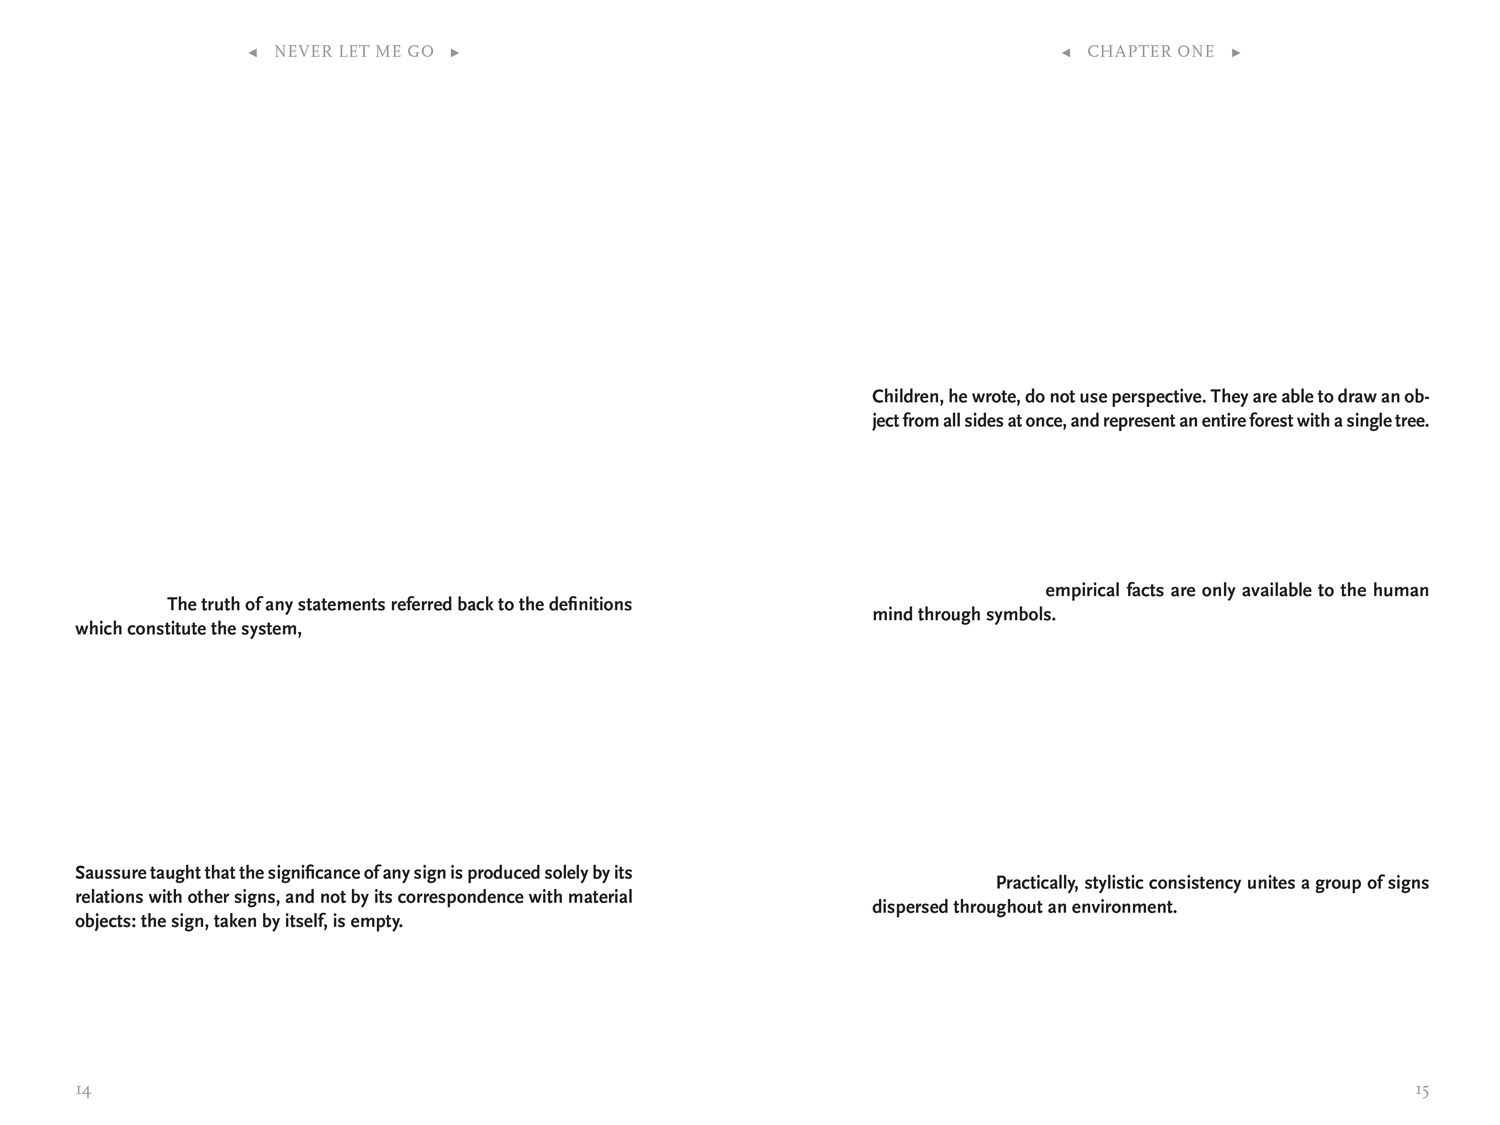 ◄ NEVER LET ME GO ►
The truth of any statements referred back to the definitions
which constitute the system,
Saussure taught that the significance of any sign is produced solely by its
relations with other signs, and not by its correspondence with material
objects: the sign, taken by itself, is empty.
14
◄ CHAPTER ONE ►
Children, he wrote, do not use perspective. They are able to draw an ob-
ject from all sides at once, and represent an entire forest with a single tree.
empirical facts are only available to the human
mind through symbols.
Practically, stylistic consistency unites a group of signs
dispersed throughout an environment.
15